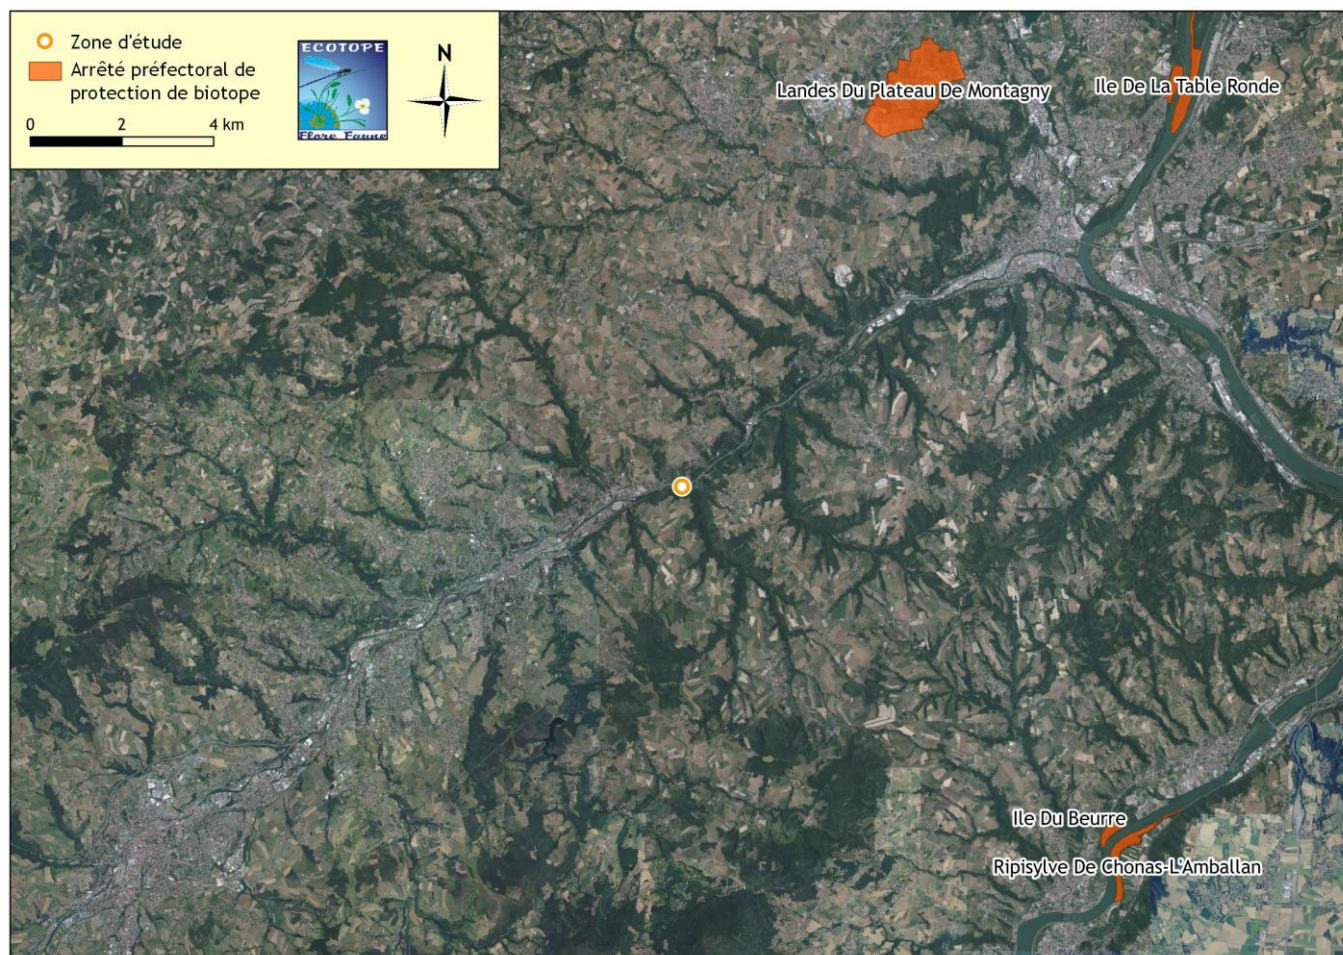 Zone d'étude
Arrêté préfectoral de
protection de biotope
0 2 4 km
ECOTOPE
Flore Faune
N
Landes Du Plateau De Montagny
Ile De La Table Ronde
Ile Du Beurre
Ripisylve De Chonas-L'Amballan